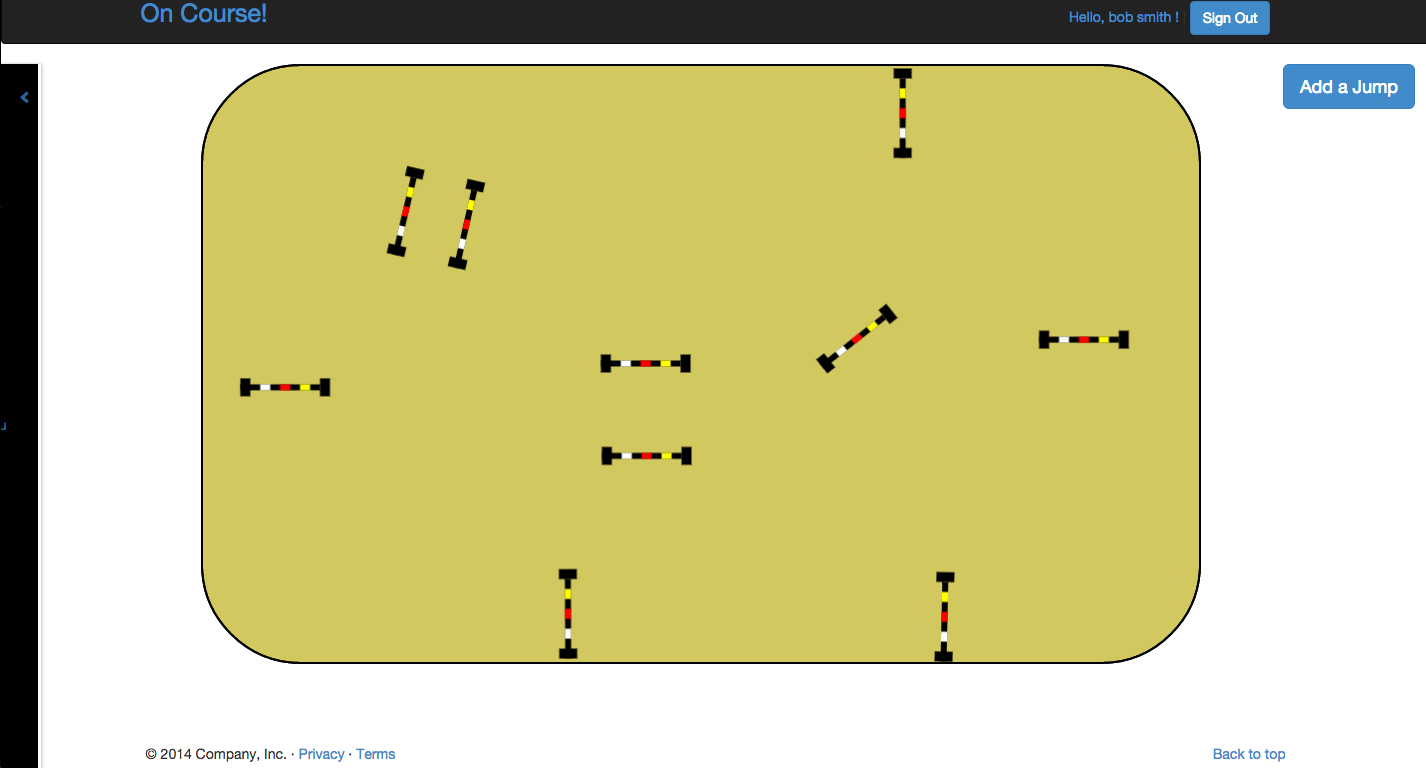 On Course!
Hello, bob smith ! Sign Out
Add a Jump
© 2014 Company, Inc. · Privacy · Terms
Back to top